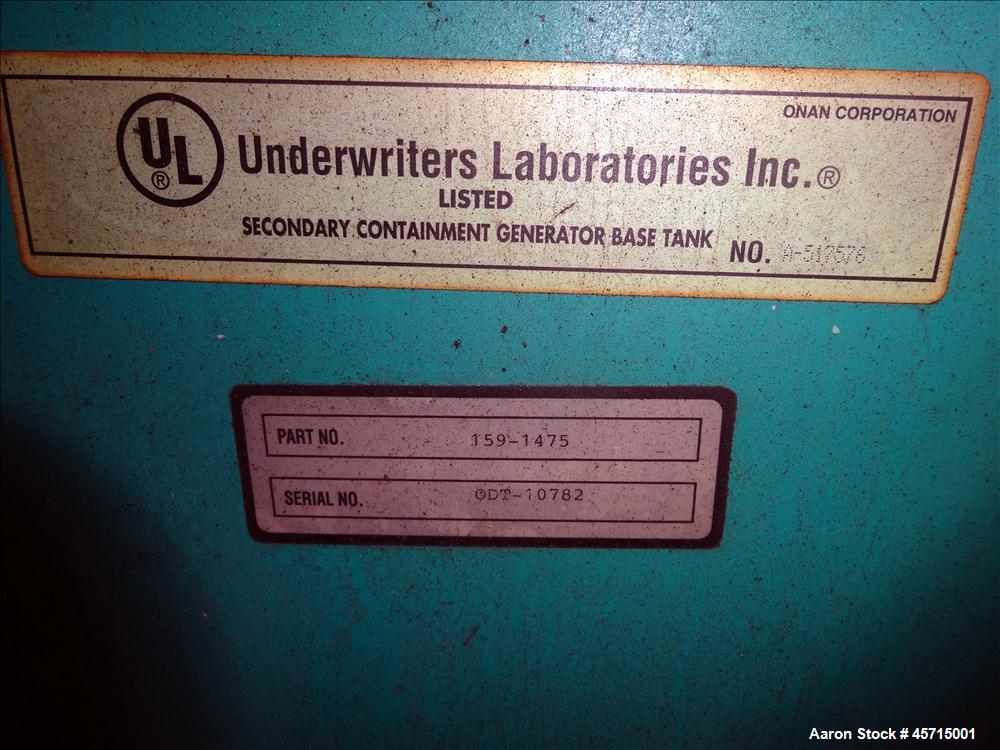 ONAN CORPORATION
UL®
Underwriters Laboratories Inc.®
LISTED
SECONDARY CONTAINMENT GENERATOR BASE TANK NO. A-517576
PART NO. 159-1475
SERIAL NO. ODT-10782
Aaron Stock # 45715001